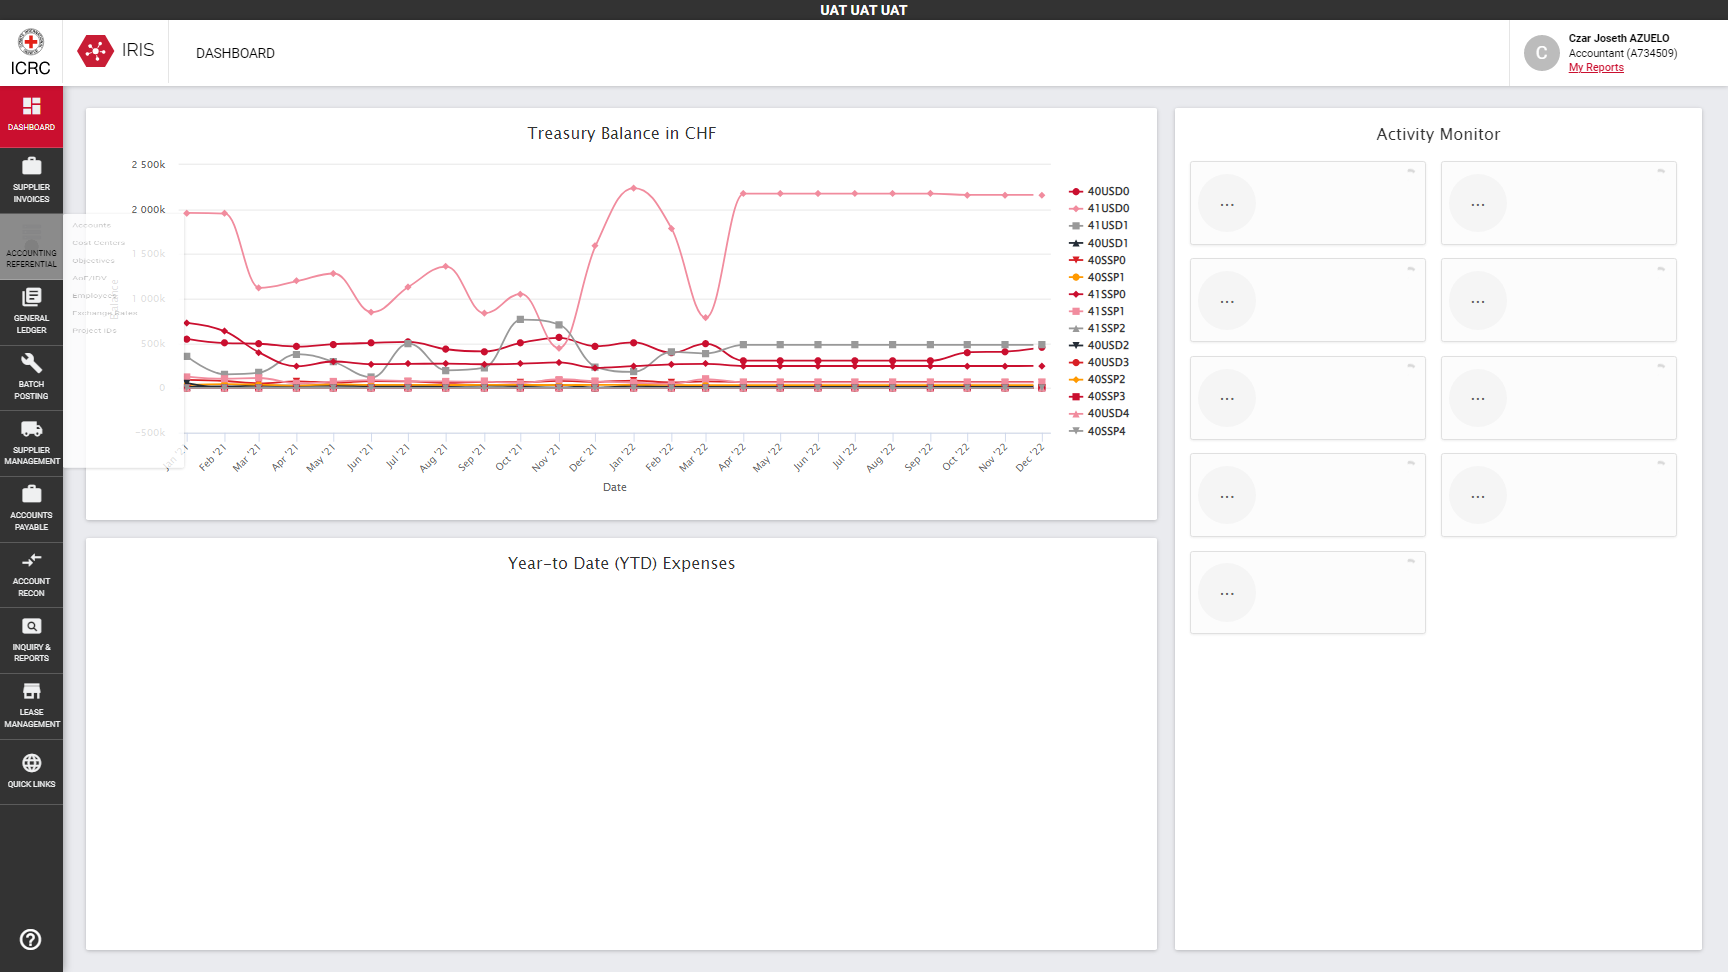 UAT UAT UAT
ICRC
IRIS
DASHBOARD
C
Czar Joseth AZUELO
Accountant (A734509)
My Reports
DASHBOARD
SUPPLIER
INVOICES
ACCOUNTING
REFERENTIAL
Accounts
Cost Centers
Objectives
Employees
Exchange Rates
Project IDs
GENERAL
LEDGER
BATCH
POSTING
SUPPLIER
MANAGEMENT
ACCOUNTS
PAYABLE
ACCOUNT
RECON
INQUIRY &
REPORTS
LEASE
MANAGEMENT
QUICK LINKS
Treasury Balance in CHF
2 500k
2 000k
1 500k
1 000k
500k
0
-500k
Balance
Jan '21
Feb '21
Mar '21
Apr '21
May '21
Jun '21
Jul '21
Aug '21
Sep '21
Oct '21
Nov '21
Dec '21
Jan '22
Feb '22
Mar '22
Apr '22
May '22
Jun '22
Jul '22
Aug '22
Sep '22
Oct '22
Nov '22
Dec '22
Date
40USD0
41USD0
41USD1
40USD1
40SSP0
40SSP1
41SSP0
41SSP1
41SSP2
40USD2
40USD3
40SSP2
40SSP3
40USD4
40SSP4
Year-to Date (YTD) Expenses
Activity Monitor
...
...
...
...
...
...
...
...
...